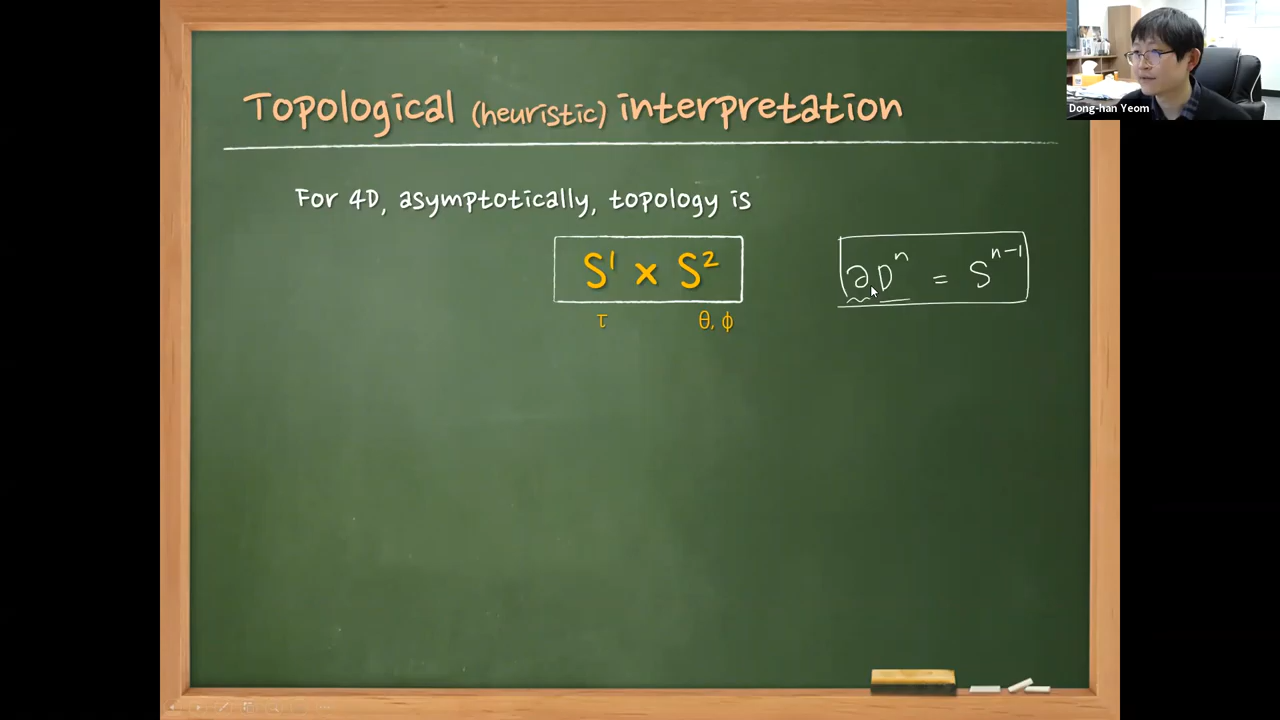 Dong-han Yeom
Topological (heuristic) interpretation
For 4D, asymptotically, topology is
S¹ × S²
∂Dⁿ = Sⁿ⁻¹
τ θ, φ